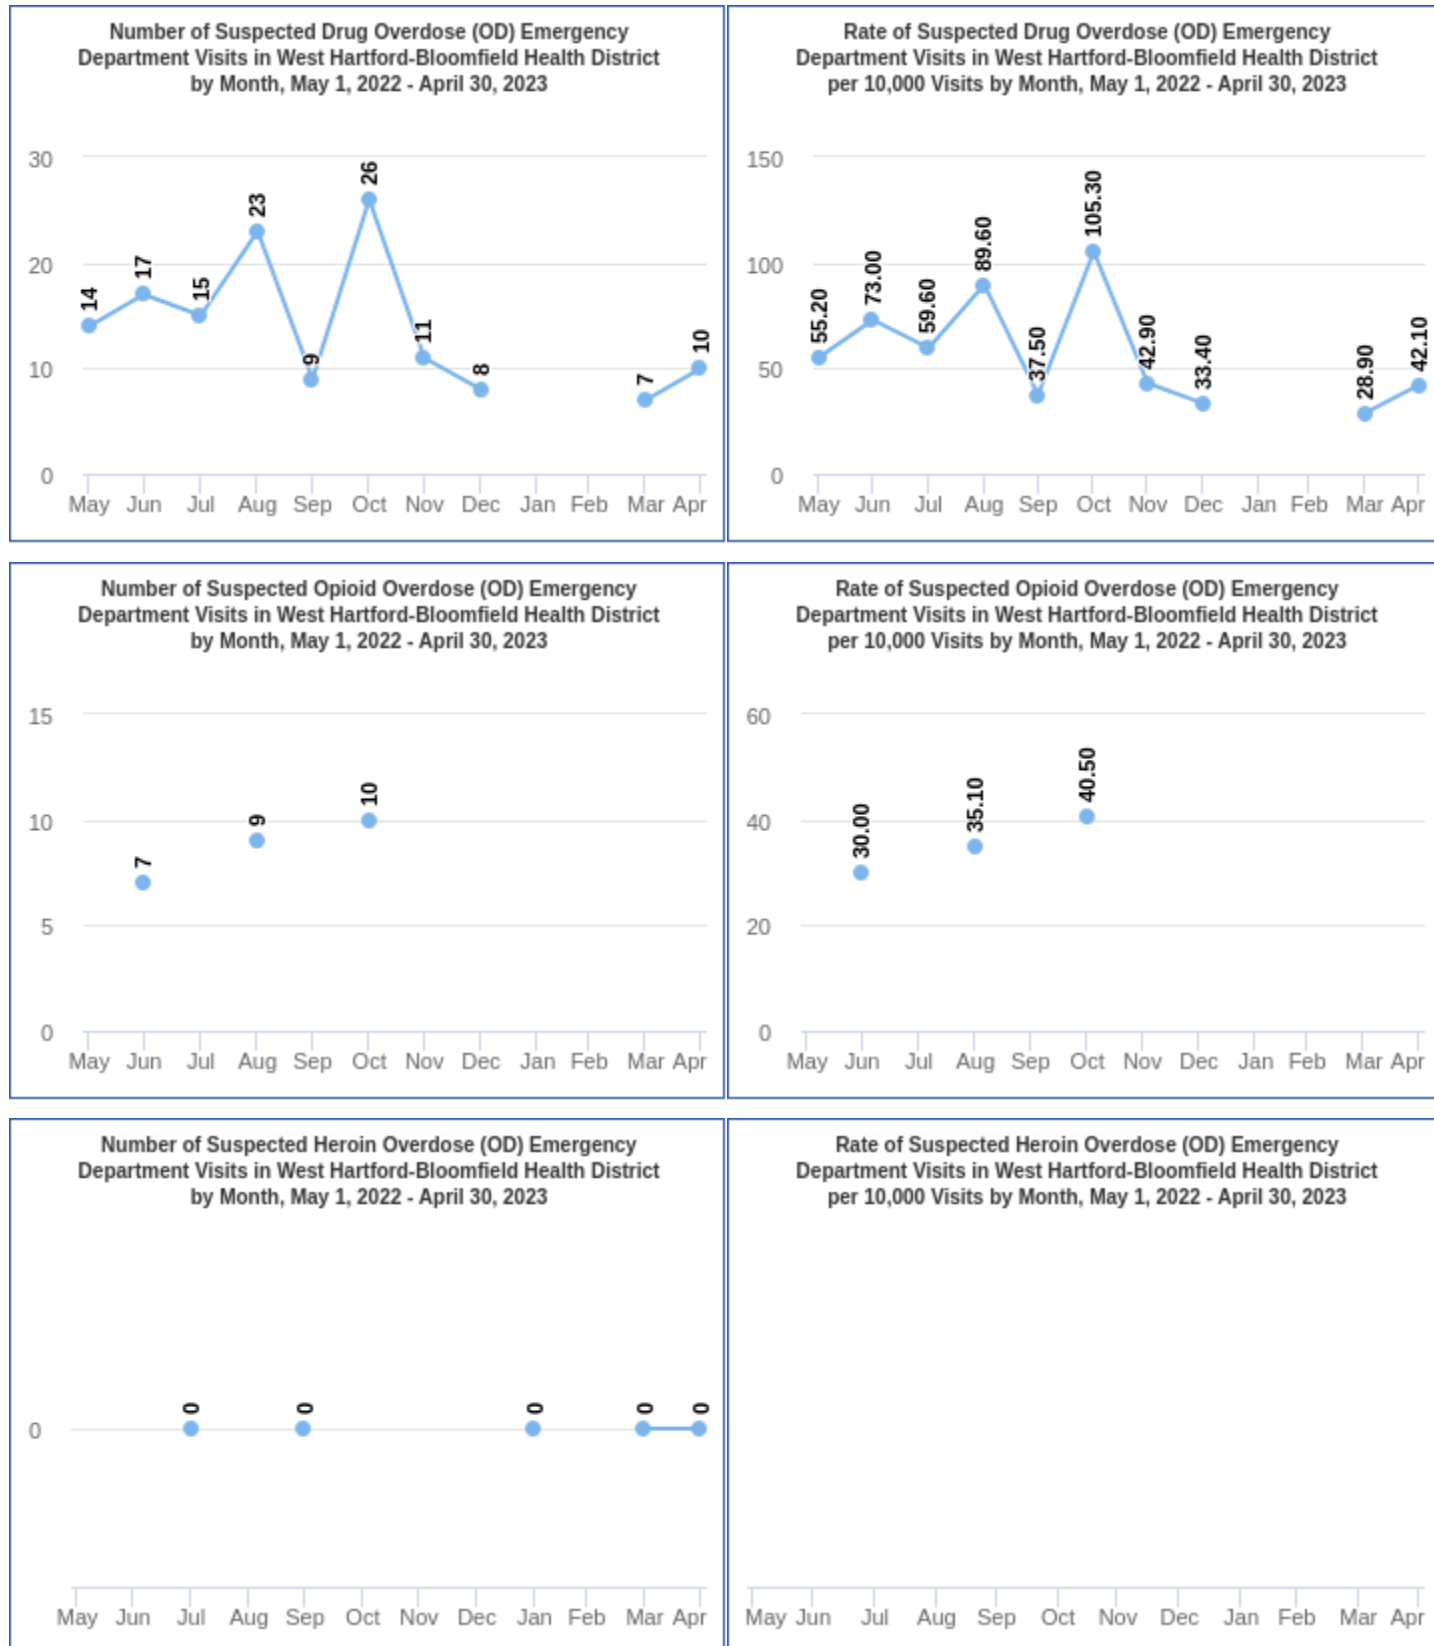 Number of Suspected Drug Overdose (OD) Emergency
Department Visits in West Hartford-Bloomfield Health District
by Month, May 1, 2022 - April 30, 2023
30
20
10
0
14
17
15
23
9
26
11
8
7
10
May Jun Jul Aug Sep Oct Nov Dec Jan Feb Mar Apr
Rate of Suspected Drug Overdose (OD) Emergency
Department Visits in West Hartford-Bloomfield Health District
per 10,000 Visits by Month, May 1, 2022 - April 30, 2023
150
100
50
0
55.20
73.00
59.60
89.60
37.50
105.30
42.90
33.40
28.90
42.10
May Jun Jul Aug Sep Oct Nov Dec Jan Feb Mar Apr
Number of Suspected Opioid Overdose (OD) Emergency
Department Visits in West Hartford-Bloomfield Health District
by Month, May 1, 2022 - April 30, 2023
15
10
5
0
7
9
10
May Jun Jul Aug Sep Oct Nov Dec Jan Feb Mar Apr
Rate of Suspected Opioid Overdose (OD) Emergency
Department Visits in West Hartford-Bloomfield Health District
per 10,000 Visits by Month, May 1, 2022 - April 30, 2023
60
40
20
0
30.00
35.10
40.50
May Jun Jul Aug Sep Oct Nov Dec Jan Feb Mar Apr
Number of Suspected Heroin Overdose (OD) Emergency
Department Visits in West Hartford-Bloomfield Health District
by Month, May 1, 2022 - April 30, 2023
0
0
0
0
0
0
May Jun Jul Aug Sep Oct Nov Dec Jan Feb Mar Apr
Rate of Suspected Heroin Overdose (OD) Emergency
Department Visits in West Hartford-Bloomfield Health District
per 10,000 Visits by Month, May 1, 2022 - April 30, 2023
May Jun Jul Aug Sep Oct Nov Dec Jan Feb Mar Apr